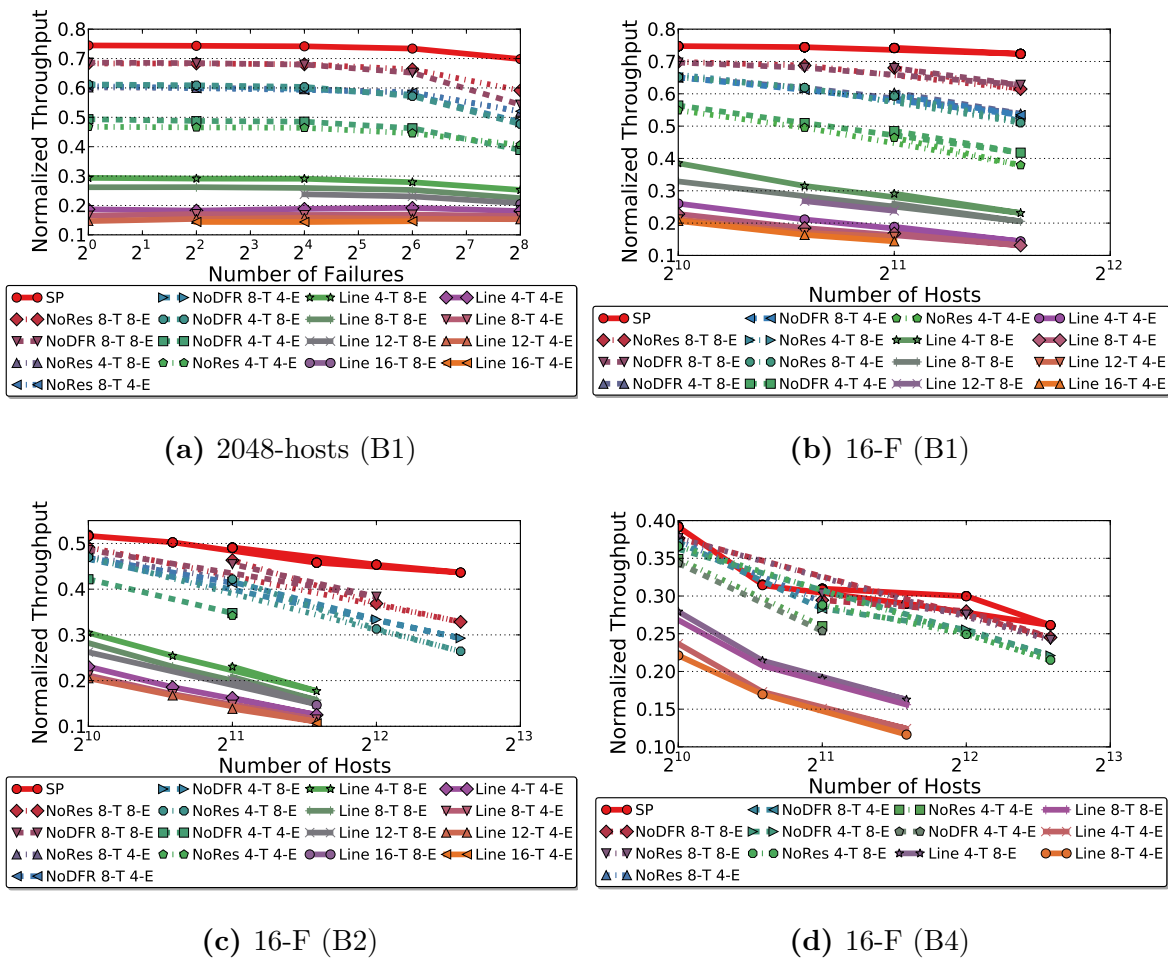 0.8
0.7
0.6
0.5
0.4
0.3
0.2
0.1
Normalized Throughput
2^0 2^1 2^2 2^3 2^4 2^5 2^6 2^7 2^8
Number of Failures
SP NoDFR 8-T 4-E Line 4-T 8-E Line 4-T 4-E
NoRes 8-T 8-E NoRes 4-T 8-E Line 8-T 8-E Line 8-T 4-E
NoDFR 8-T 8-E NoDFR 4-T 4-E Line 12-T 8-E Line 12-T 4-E
NoDFR 4-T 8-E NoRes 4-T 4-E Line 16-T 8-E Line 16-T 4-E
NoRes 8-T 4-E
(a) 2048-hosts (B1)
0.8
0.7
0.6
0.5
0.4
0.3
0.2
0.1
Normalized Throughput
2^10 2^11 2^12
Number of Hosts
SP NoDFR 8-T 4-E NoRes 4-T 4-E Line 4-T 4-E
NoRes 8-T 8-E NoRes 4-T 8-E Line 4-T 8-E Line 8-T 4-E
NoDFR 8-T 8-E NoRes 8-T 4-E Line 8-T 8-E Line 12-T 4-E
NoDFR 4-T 8-E NoDFR 4-T 4-E Line 12-T 8-E Line 16-T 4-E
(b) 16-F (B1)
0.5
0.4
0.3
0.2
0.1
Normalized Throughput
2^10 2^11 2^12 2^13
Number of Hosts
SP NoDFR 4-T 8-E Line 4-T 8-E Line 4-T 4-E
NoRes 8-T 8-E NoRes 4-T 8-E Line 8-T 8-E Line 8-T 4-E
NoDFR 8-T 8-E NoDFR 4-T 4-E Line 12-T 8-E Line 12-T 4-E
NoRes 8-T 4-E NoRes 4-T 4-E Line 16-T 8-E Line 16-T 4-E
NoDFR 8-T 4-E
(c) 16-F (B2)
0.40
0.35
0.30
0.25
0.20
0.15
0.10
Normalized Throughput
2^10 2^11 2^12 2^13
Number of Hosts
SP NoDFR 8-T 4-E NoRes 4-T 4-E Line 8-T 8-E
NoDFR 8-T 8-E NoDFR 4-T 8-E NoDFR 4-T 4-E Line 4-T 4-E
NoRes 8-T 8-E NoRes 4-T 8-E Line 4-T 8-E Line 8-T 4-E
NoRes 8-T 4-E
(d) 16-F (B4)